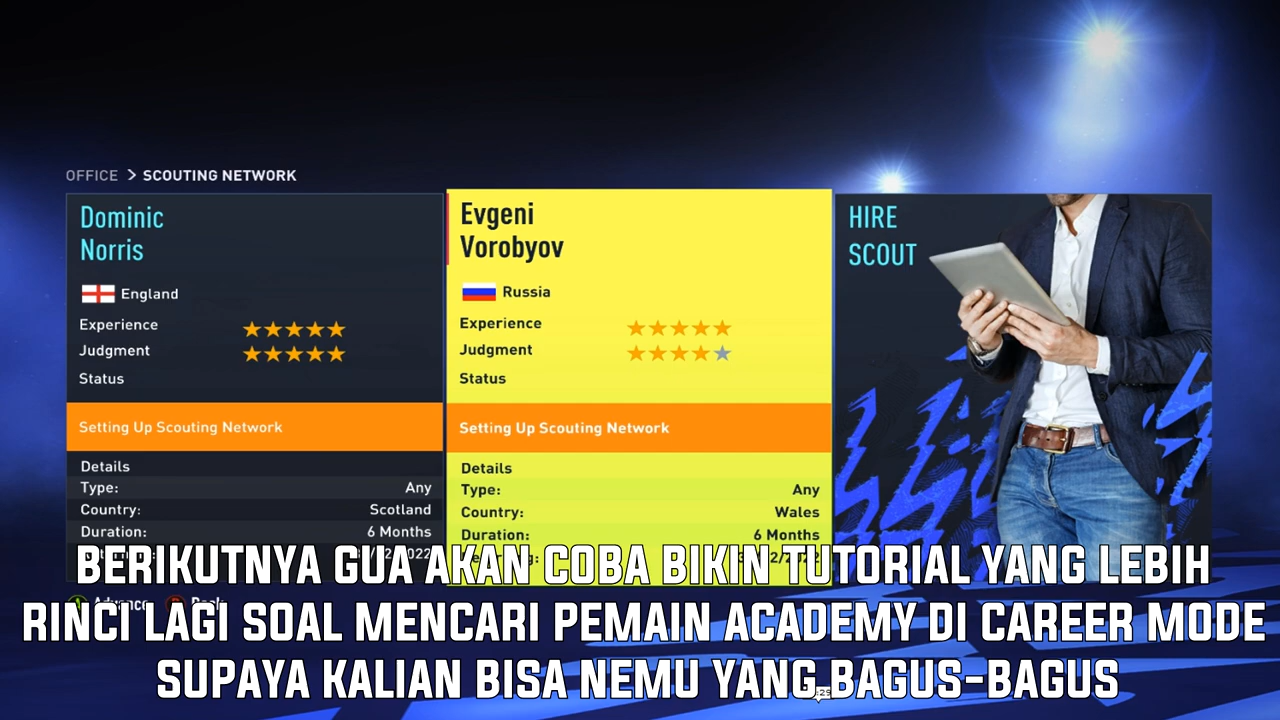 OFFICE > SCOUTING NETWORK
Dominic
Norris
England
Experience
Judgment
Status
Setting Up Scouting Network
Details
Type: Any
Country: Scotland
Duration: 6 Months
Evgeni
Vorobyov
Russia
Experience
Judgment
Status
Setting Up Scouting Network
Details
Type: Any
Country: Wales
Duration: 6 Months
HIRE
SCOUT
Advance Back
BERIKUTNYA GUA AKAN COBA BIKIN TUTORIAL YANG LEBIH
RINCI LAGI SOAL MENCARI PEMAIN ACADEMY DI CAREER MODE
SUPAYA KALIAN BISA NEMU YANG BAGUS-BAGUS